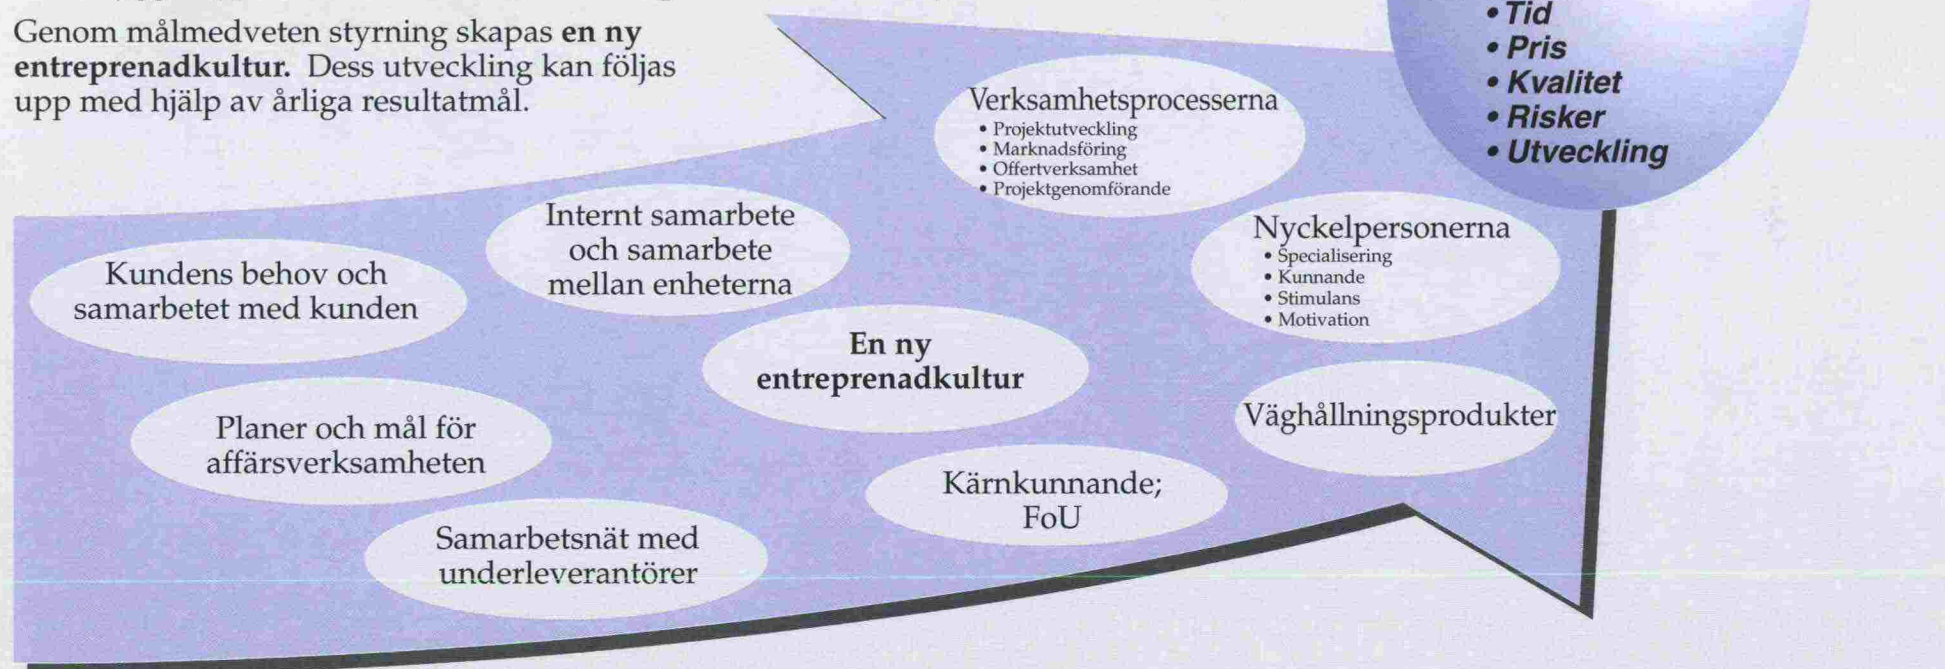 Genom målmedveten styrning skapas en ny
entreprenadkultur. Dess utveckling kan följas
upp med hjälp av årliga resultatmål.
• Tid
• Pris
• Kvalitet
• Risker
• Utveckling
Verksamhetsprocesserna
• Projektutveckling
• Marknadsföring
• Offertverksamhet
• Projektgenomförande
Internt samarbete
och samarbete
mellan enheterna
Nyckelpersonerna
• Specialisering
• Kunnande
• Stimulans
• Motivation
Kundens behov och
samarbetet med kunden
En ny
entreprenadkultur
Väghållningsprodukter
Planer och mål för
affärsverksamheten
Kärnkunnande;
FoU
Samarbetsnät med
underleverantörer